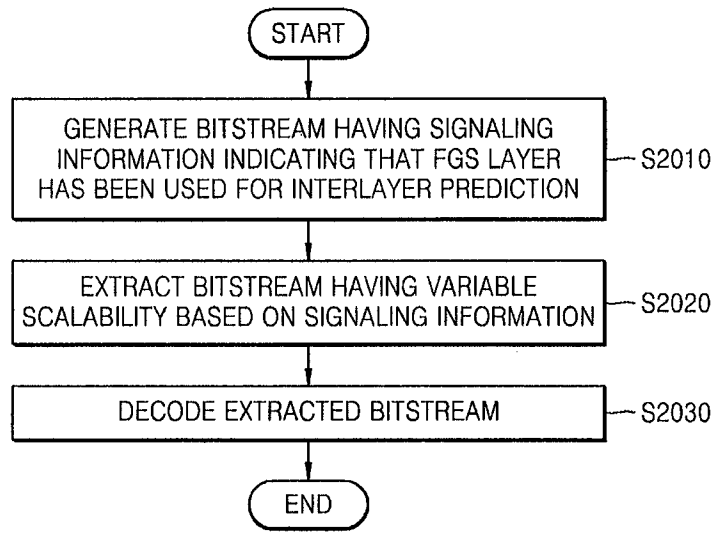 START
GENERATE BITSTREAM HAVING SIGNALING
INFORMATION INDICATING THAT FGS LAYER
HAS BEEN USED FOR INTERLAYER PREDICTION
S2010
EXTRACT BITSTREAM HAVING VARIABLE
SCALABILITY BASED ON SIGNALING INFORMATION
S2020
DECODE EXTRACTED BITSTREAM
S2030
END